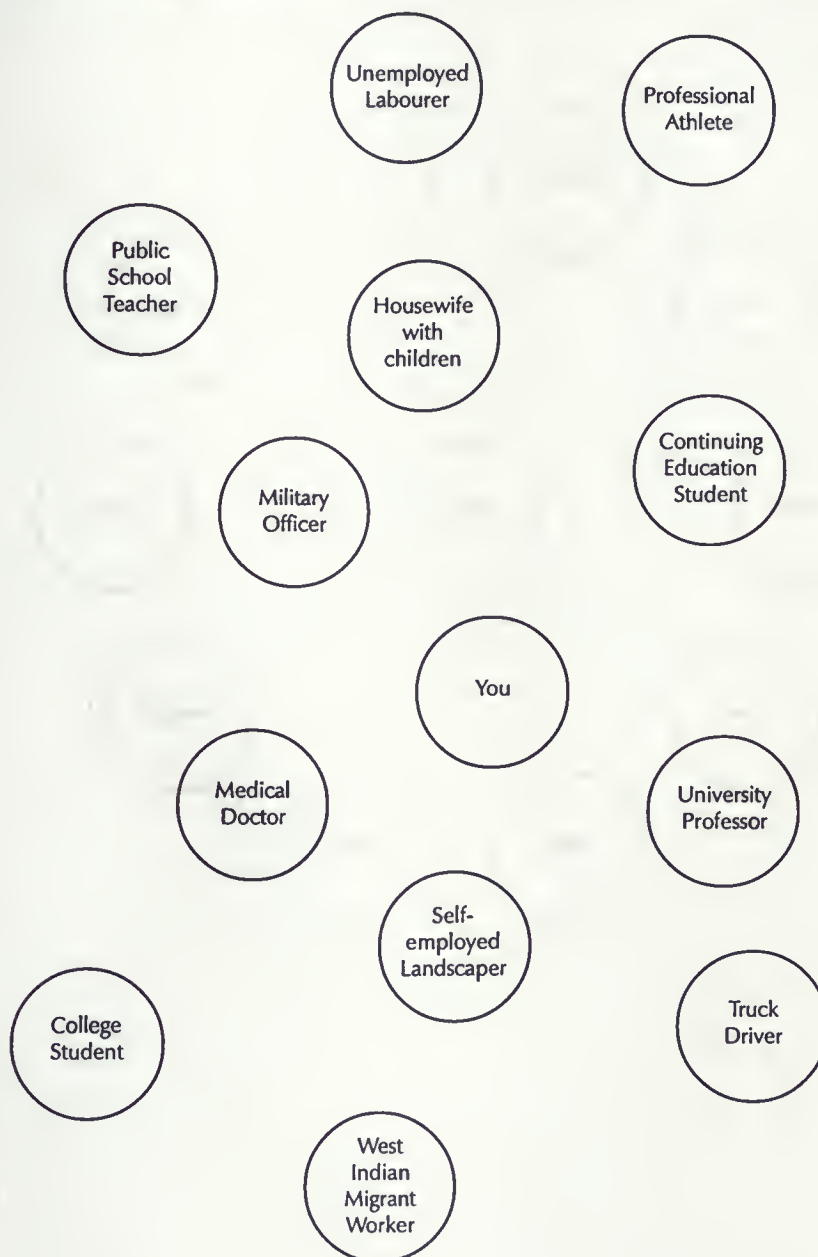 Unemployed
Labourer
Professional
Athlete
Public
School
Teacher
Housewife
with
children
Continuing
Education
Student
Military
Officer
You
Medical
Doctor
University
Professor
Self-
employed
Landscaper
College
Student
Truck
Driver
West
Indian
Migrant
Worker